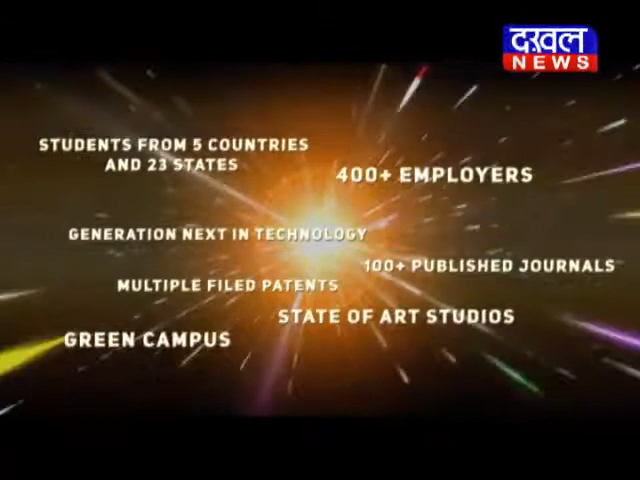 दखल
NEWS
STUDENTS FROM 5 COUNTRIES
AND 23 STATES
400+ EMPLOYERS
GENERATION NEXT IN TECHNOLOGY
100+ PUBLISHED JOURNALS
MULTIPLE FILED PATENTS
STATE OF ART STUDIOS
GREEN CAMPUS